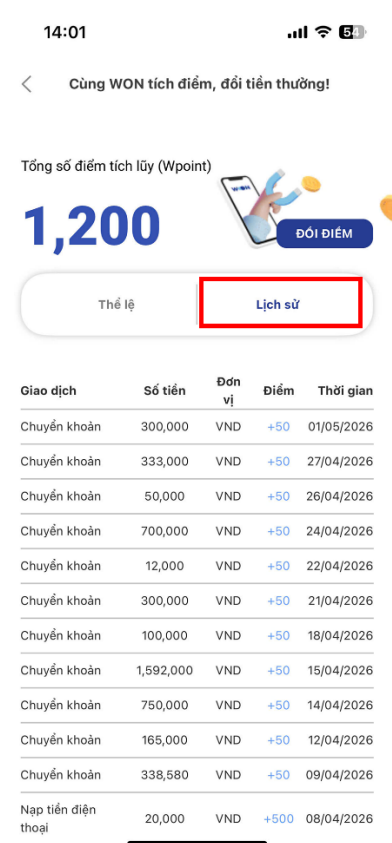 14:01
54
Cùng WON tích điểm, đổi tiền thưởng!
Tổng số điểm tích lũy (Wpoint)
1,200
WON
ĐỔI ĐIỂM
Thể lệ
Lịch sử
Giao dịch Số tiền Đơn vị Điểm Thời gian
Chuyển khoản 300,000 VND +50 01/05/2026
Chuyển khoản 333,000 VND +50 27/04/2026
Chuyển khoản 50,000 VND +50 26/04/2026
Chuyển khoản 700,000 VND +50 24/04/2026
Chuyển khoản 12,000 VND +50 22/04/2026
Chuyển khoản 300,000 VND +50 21/04/2026
Chuyển khoản 100,000 VND +50 18/04/2026
Chuyển khoản 1,592,000 VND +50 15/04/2026
Chuyển khoản 750,000 VND +50 14/04/2026
Chuyển khoản 165,000 VND +50 12/04/2026
Chuyển khoản 338,580 VND +50 09/04/2026
Nạp tiền điện thoại 20,000 VND +500 08/04/2026